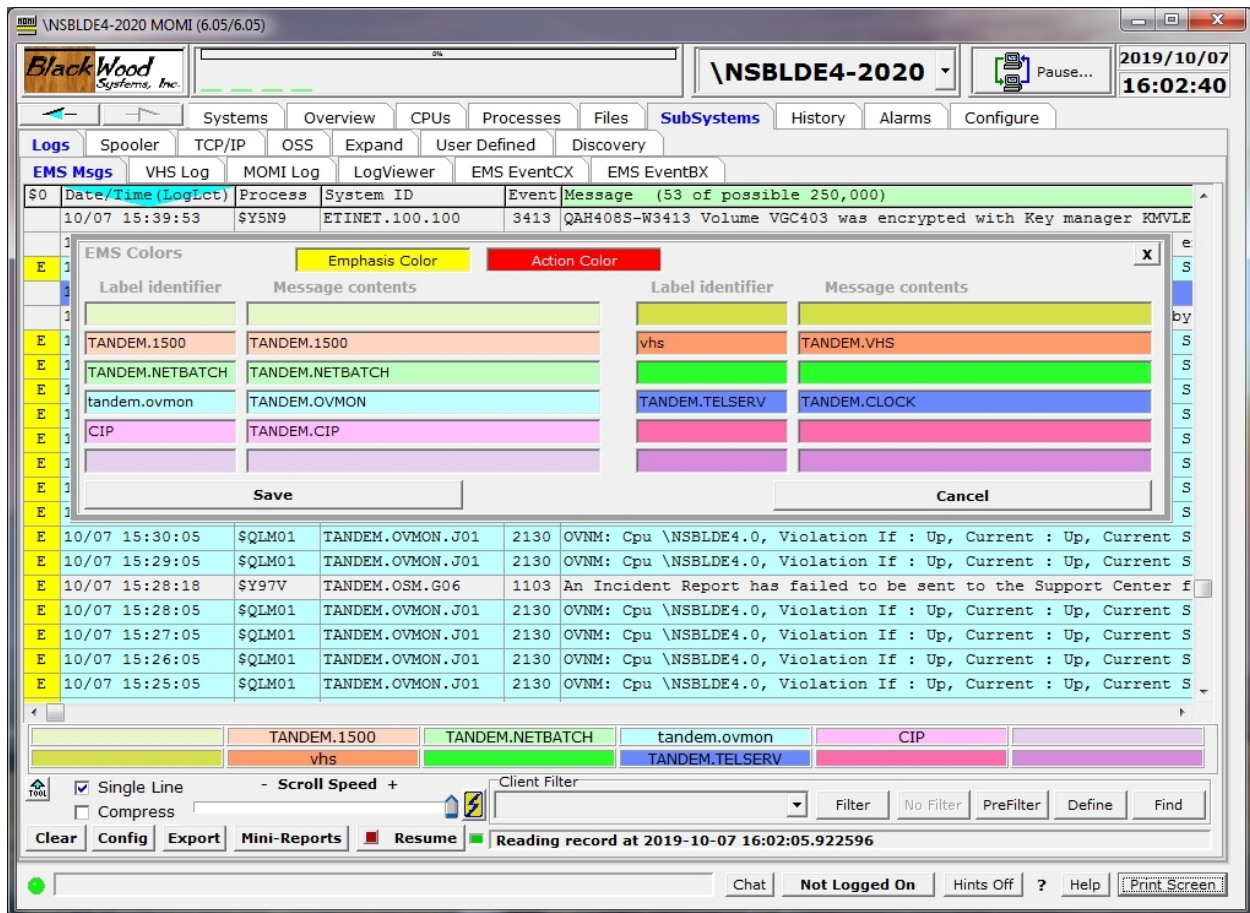 \NSBLDE4-2020 MOMI (6.05/6.05)
BlackWood Systems, Inc.
0%
\NSBLDE4-2020
Pause...
2019/10/07
16:02:40
Systems Overview CPUs Processes Files SubSystems History Alarms Configure
Logs Spooler TCP/IP OSS Expand User Defined Discovery
EMS Msgs VHS Log MOMI Log LogViewer EMS EventCX EMS EventBX
$0 Date/Time(LogLct) Process System ID Event Message (53 of possible 250,000)
10/07 15:39:53 $Y5N9 ETINET.100.100 3413 QAH408S-W3413 Volume VGC403 was encrypted with Key manager KMVLE
EMS Colors Emphasis Color Action Color x
Label identifier Message contents Label identifier Message contents
TANDEM.1500 TANDEM.1500 vhs TANDEM.VHS
TANDEM.NETBATCH TANDEM.NETBATCH
tandem.ovmon TANDEM.OVMON TANDEM.TELSERV TANDEM.CLOCK
CIP TANDEM.CIP
Save Cancel
E 1 S
E 1 S
E 1 S
E 1 S
E 1 S
E 1 S
E 1 S
E 1 S
E 1 S
E 10/07 15:30:05 $QLM01 TANDEM.OVMON.J01 2130 OVNM: Cpu \NSBLDE4.0, Violation If : Up, Current : Up, Current S
E 10/07 15:29:05 $QLM01 TANDEM.OVMON.J01 2130 OVNM: Cpu \NSBLDE4.0, Violation If : Up, Current : Up, Current S
E 10/07 15:28:18 $Y97V TANDEM.OSM.G06 1103 An Incident Report has failed to be sent to the Support Center f
E 10/07 15:28:05 $QLM01 TANDEM.OVMON.J01 2130 OVNM: Cpu \NSBLDE4.0, Violation If : Up, Current : Up, Current S
E 10/07 15:27:05 $QLM01 TANDEM.OVMON.J01 2130 OVNM: Cpu \NSBLDE4.0, Violation If : Up, Current : Up, Current S
E 10/07 15:26:05 $QLM01 TANDEM.OVMON.J01 2130 OVNM: Cpu \NSBLDE4.0, Violation If : Up, Current : Up, Current S
E 10/07 15:25:05 $QLM01 TANDEM.OVMON.J01 2130 OVNM: Cpu \NSBLDE4.0, Violation If : Up, Current : Up, Current S
TANDEM.1500 TANDEM.NETBATCH tandem.ovmon CIP
vhs TANDEM.TELSERV
TOOL Single Line - Scroll Speed + Client Filter
Compress Filter No Filter PreFilter Define Find
Clear Config Export Mini-Reports Resume Reading record at 2019-10-07 16:02:05.922596
Chat Not Logged On Hints Off ? Help Print Screen